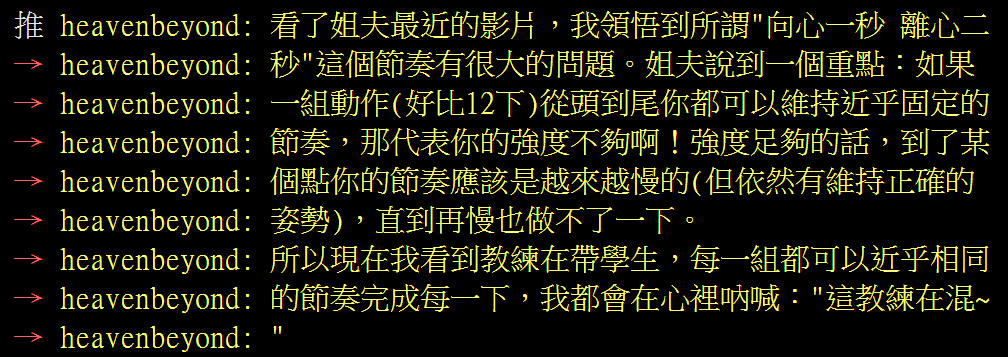 推 heavenbeyond: 看了姐夫最近的影片，我領悟到所謂"向心一秒 離心二
→ heavenbeyond: 秒"這個節奏有很大的問題。姐夫說到一個重點：如果
→ heavenbeyond: 一組動作(好比12下)從頭到尾你都可以維持近乎固定的
→ heavenbeyond: 節奏，那代表你的強度不夠啊！強度足夠的話，到了某
→ heavenbeyond: 個點你的節奏應該是越來越慢的(但依然有維持正確的
→ heavenbeyond: 姿勢)，直到再慢也做不了一下。
→ heavenbeyond: 所以現在我看到教練在帶學生，每一組都可以近乎相同
→ heavenbeyond: 的節奏完成每一下，我都會在心裡吶喊："這教練在混~
→ heavenbeyond: "